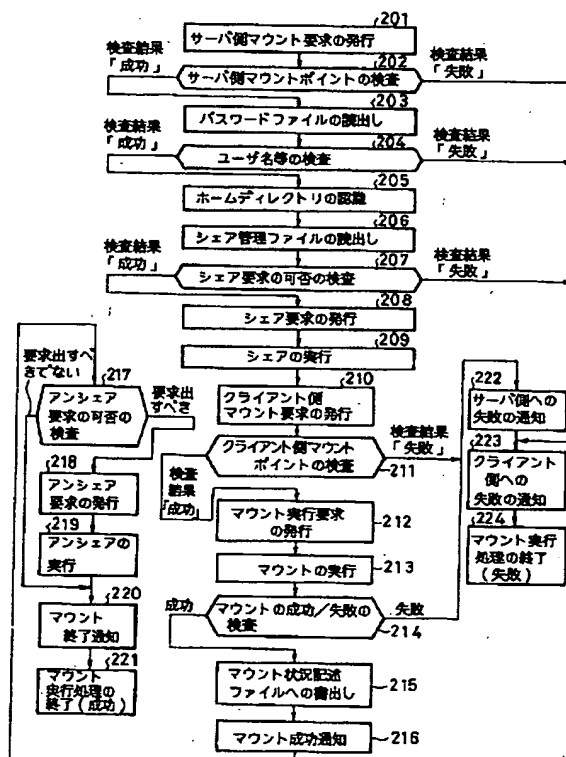 201
サーバ側マウント要求の発行
検査結果
「成功」
202
サーバ側マウントポイントの検査
検査結果
「失敗」
203
パスワードファイルの読出し
検査結果
「成功」
204
ユーザ名等の検査
検査結果
「失敗」
205
ホームディレクトリの認識
206
シェア管理ファイルの読出し
検査結果
「成功」
207
シェア要求の可否の検査
検査結果
「失敗」
208
シェア要求の発行
209
シェアの実行
210
クライアント側
マウント要求の発行
クライアント側マウント
ポイントの検査
211
検査結果
「失敗」
検査
結果
「成功」
マウント実行要求
の発行
212
マウントの実行
213
成功
マウントの成功/失敗の
検査
214
失敗
マウント状況記述
ファイルへの書出し
215
マウント成功通知
216
要求出すべ
きでない
217
アンシェア
要求の可否の
検査
要求出
すべき
218
アンシェア
要求の発行
219
アンシェアの
実行
220
マウント
終了通知
221
マウント
実行処理の
終了(成功)
222
サーバ側への
失敗の通知
223
クライアント
側への
失敗の通知
224
マウント実行
処理の終了
(失敗)